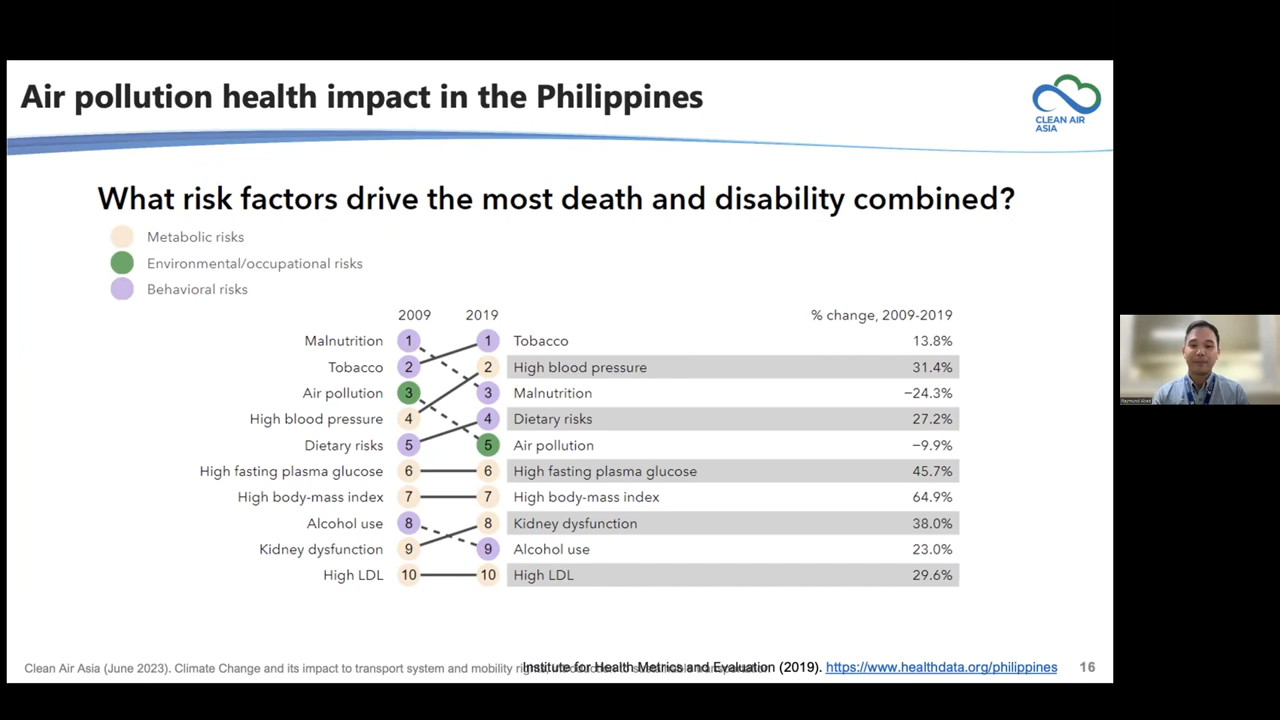 Air pollution health impact in the Philippines
CLEAN AIR
ASIA
What risk factors drive the most death and disability combined?
Metabolic risks
Environmental/occupational risks
Behavioral risks
2009 2019 % change, 2009-2019
Malnutrition 1 1 Tobacco 13.8%
Tobacco 2 2 High blood pressure 31.4%
Air pollution 3 3 Malnutrition −24.3%
High blood pressure 4 4 Dietary risks 27.2%
Dietary risks 5 5 Air pollution −9.9%
High fasting plasma glucose 6 6 High fasting plasma glucose 45.7%
High body-mass index 7 7 High body-mass index 64.9%
Alcohol use 8 8 Kidney dysfunction 38.0%
Kidney dysfunction 9 9 Alcohol use 23.0%
High LDL 10 10 High LDL 29.6%
Clean Air Asia (June 2023). Climate Change and its impact to transport system and mobility
Institute for Health Metrics and Evaluation (2019). https://www.healthdata.org/philippines 16